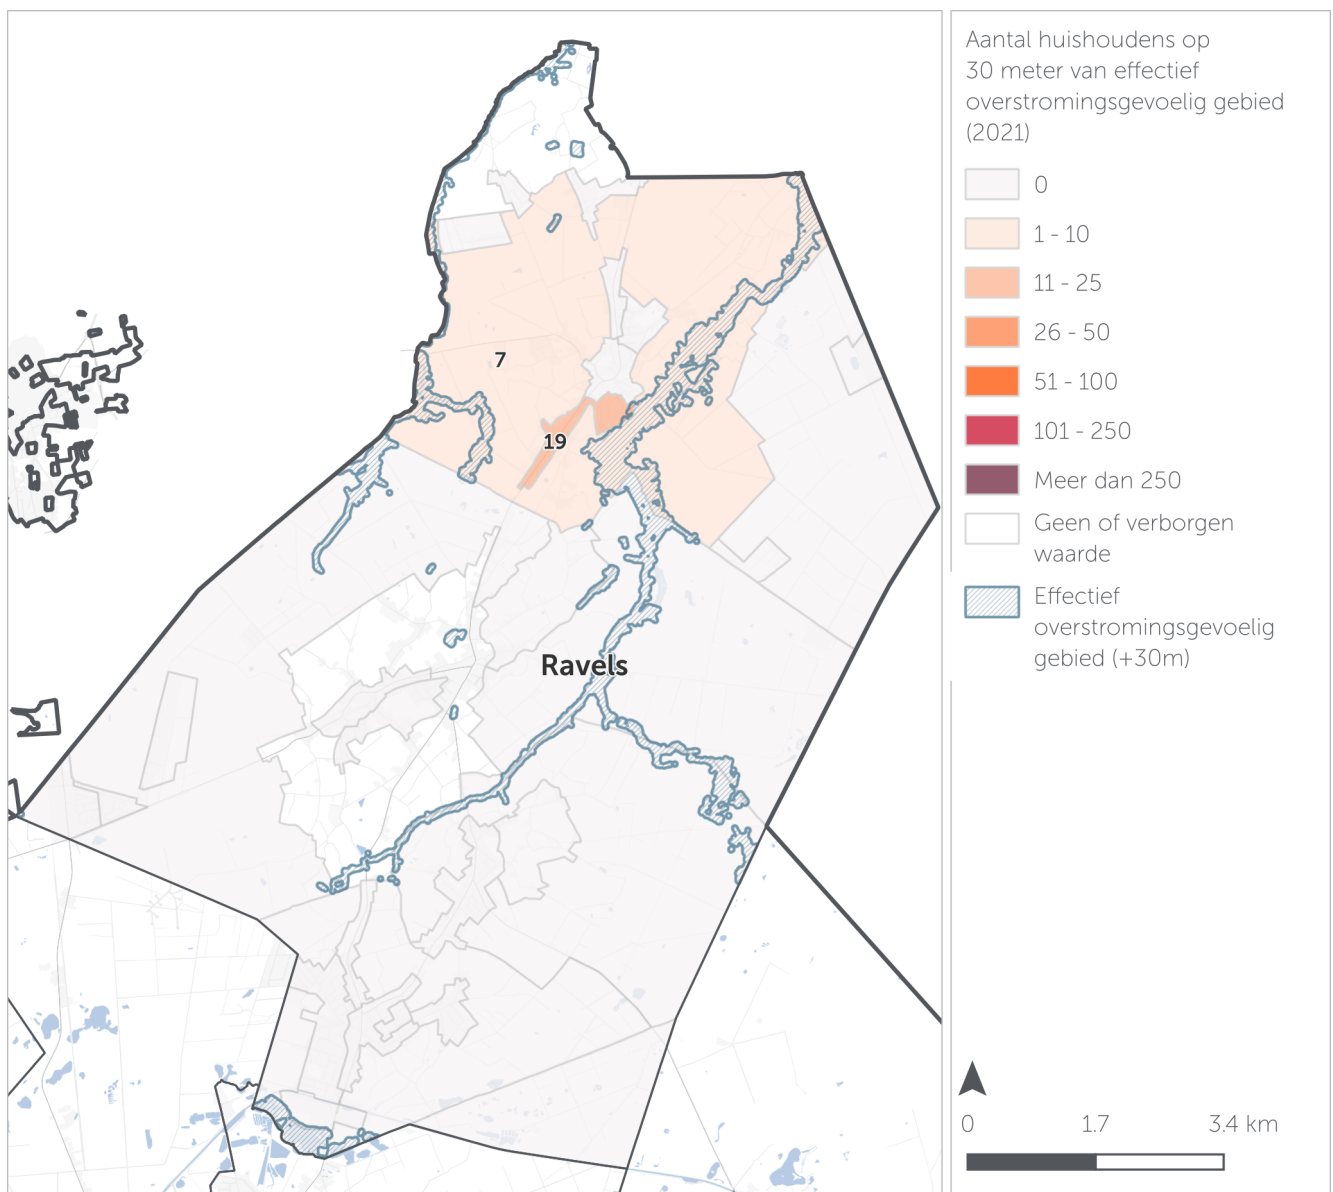 Aantal huishoudens op
30 meter van effectief
overstromingsgevoelig gebied
(2021)
0
1 - 10
11 - 25
26 - 50
51 - 100
101 - 250
Meer dan 250
Geen of verborgen
waarde
Effectief
overstromingsgevoelig
gebied (+30m)
7
19
Ravels
0 1.7 3.4 km